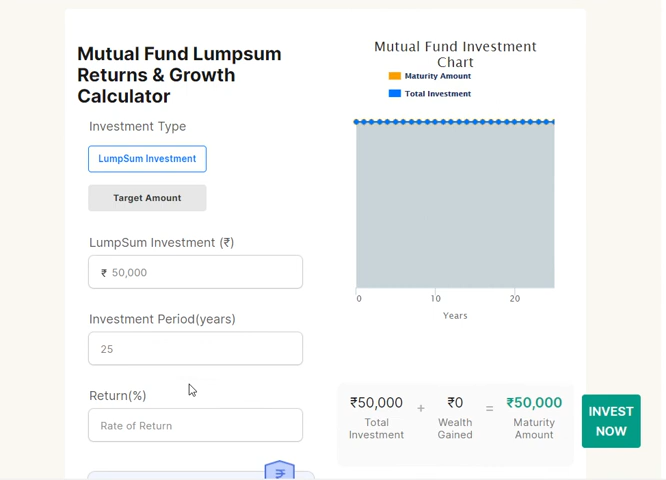 Mutual Fund Lumpsum
Returns & Growth
Calculator
Investment Type
LumpSum Investment
Target Amount
LumpSum Investment (₹)
₹ 50,000
Investment Period(years)
25
Return(%)
Rate of Return
₹
Mutual Fund Investment
Chart
Maturity Amount
Total Investment
0 10 20
Years
₹50,000 + ₹0 = ₹50,000
Total Investment
Wealth Gained
Maturity Amount
INVEST
NOW